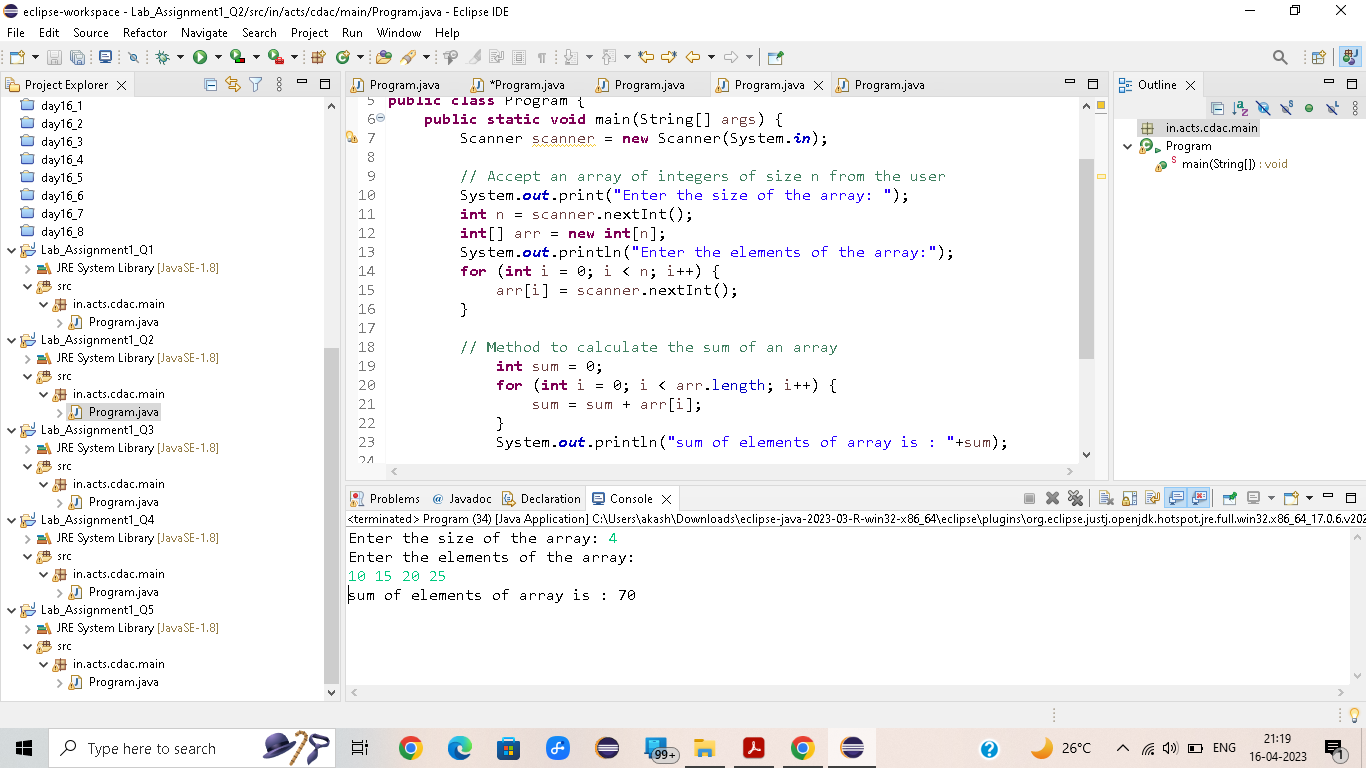 eclipse-workspace - Lab_Assignment1_Q2/src/in/acts/cdac/main/Program.java - Eclipse IDE
File Edit Source Refactor Navigate Search Project Run Window Help
Project Explorer
day16_1
day16_2
day16_3
day16_4
day16_5
day16_6
day16_7
day16_8
Lab_Assignment1_Q1
JRE System Library [JavaSE-1.8]
src
in.acts.cdac.main
Program.java
Lab_Assignment1_Q2
JRE System Library [JavaSE-1.8]
src
in.acts.cdac.main
Program.java
Lab_Assignment1_Q3
JRE System Library [JavaSE-1.8]
src
in.acts.cdac.main
Program.java
Lab_Assignment1_Q4
JRE System Library [JavaSE-1.8]
src
in.acts.cdac.main
Program.java
Lab_Assignment1_Q5
JRE System Library [JavaSE-1.8]
src
in.acts.cdac.main
Program.java
Program.java *Program.java Program.java Program.java Program.java
5 public class Program {
6 public static void main(String[] args) {
7 Scanner scanner = new Scanner(System.in);
8
9 // Accept an array of integers of size n from the user
10 System.out.print("Enter the size of the array: ");
11 int n = scanner.nextInt();
12 int[] arr = new int[n];
13 System.out.println("Enter the elements of the array:");
14 for (int i = 0; i < n; i++) {
15 arr[i] = scanner.nextInt();
16 }
17
18 // Method to calculate the sum of an array
19 int sum = 0;
20 for (int i = 0; i < arr.length; i++) {
21 sum = sum + arr[i];
22 }
23 System.out.println("sum of elements of array is : "+sum);
24
Outline
in.acts.cdac.main
Program
main(String[]) : void
Problems @ Javadoc Declaration Console
<terminated> Program (34) [Java Application] C:\Users\akash\Downloads\eclipse-java-2023-03-R-win32-x86_64\eclipse\plugins\org.eclipse.justj.openjdk.hotspot.jre.full.win32.x86_64_17.0.6.v202
Enter the size of the array: 4
Enter the elements of the array:
10 15 20 25
sum of elements of array is : 70
Type here to search
99+
26°C
ENG
21:19
16-04-2023
1